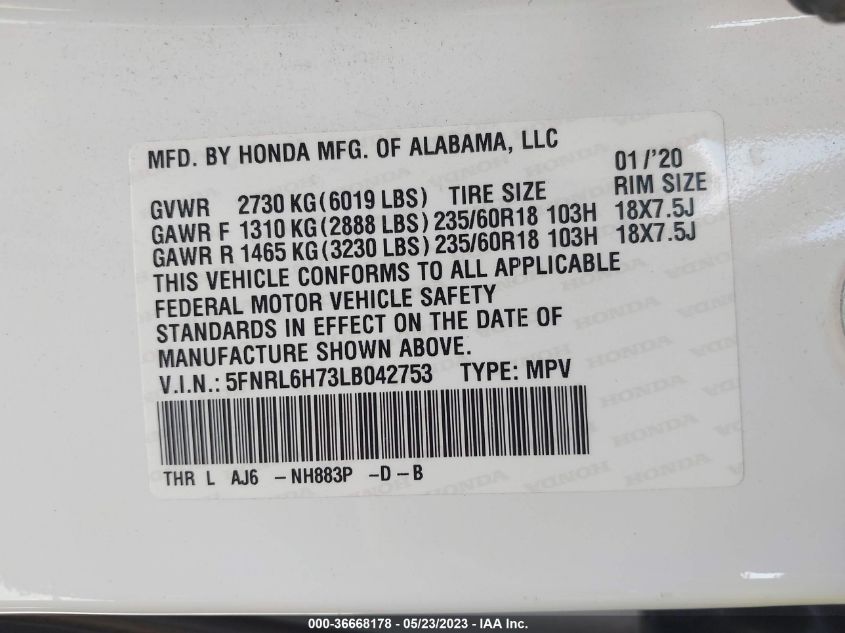 MFD. BY HONDA MFG. OF ALABAMA, LLC 01/'20
GVWR 2730 KG(6019 LBS) TIRE SIZE RIM SIZE
GAWR F 1310 KG(2888 LBS) 235/60R18 103H 18X7.5J
GAWR R 1465 KG(3230 LBS) 235/60R18 103H 18X7.5J
THIS VEHICLE CONFORMS TO ALL APPLICABLE
FEDERAL MOTOR VEHICLE SAFETY
STANDARDS IN EFFECT ON THE DATE OF
MANUFACTURE SHOWN ABOVE.
V.I.N.: 5FNRL6H73LB042753 TYPE: MPV
THR L AJ6 -NH883P -D-B
000-36668178 - 05/23/2023 - IAA Inc.